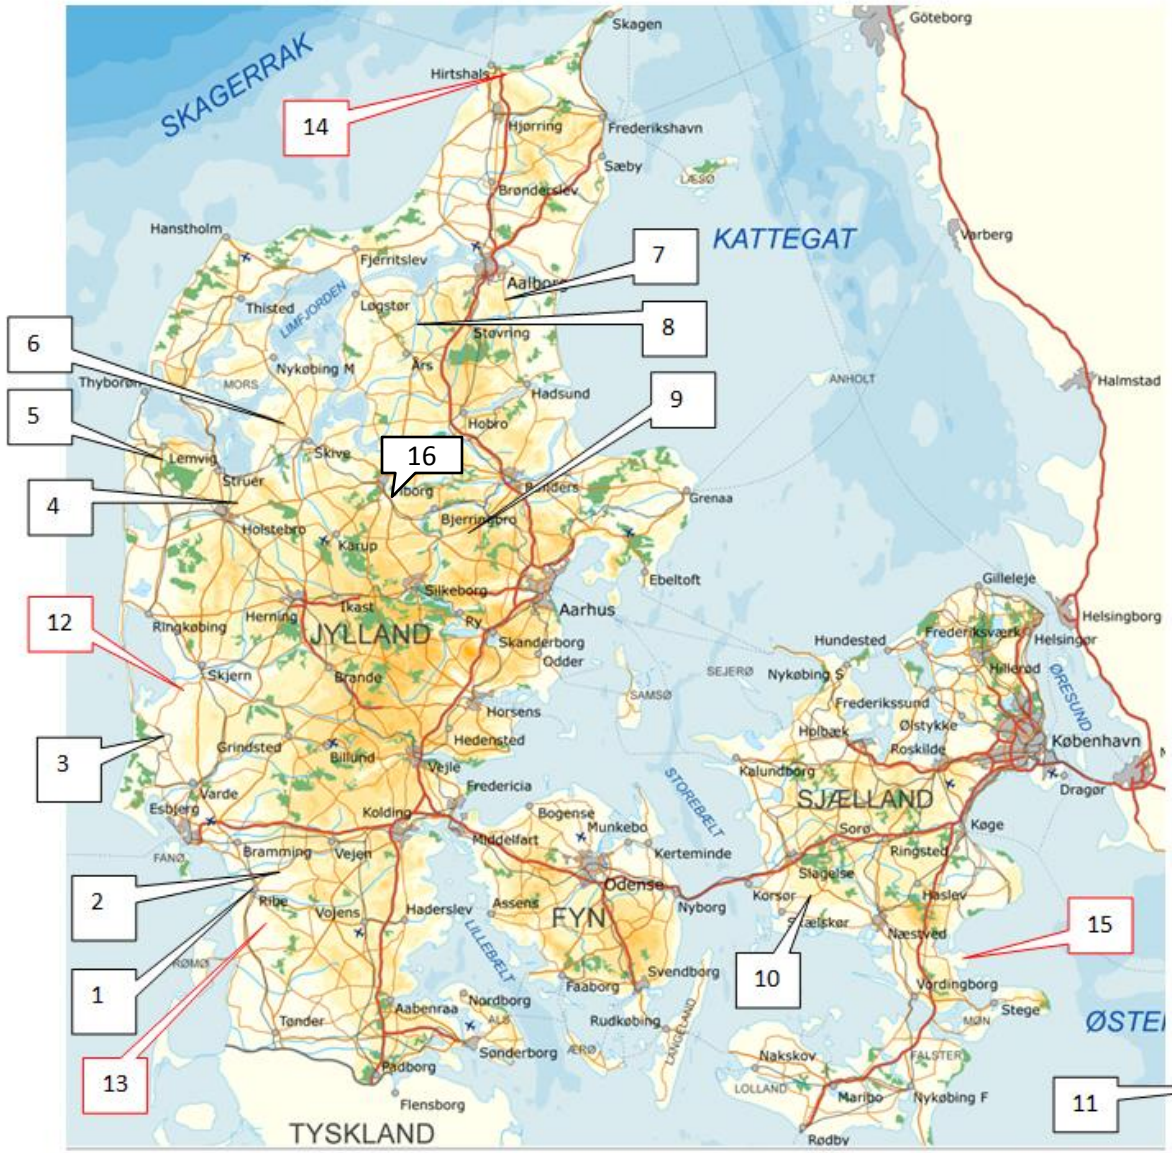 Skagen
Göteborg
SKAGERRAK
Hirtshals
14
Hjørring
Frederikshavn
Sæby
LÆSØ
Brønderslev
Hanstholm
KATTEGAT
Varberg
7
Fjerritslev
Aalborg
Thisted
LIMFJORDEN
Løgstør
8
Støvring
6
Nykøbing M
Års
MORS
Thyborøn
Hadsund
ANHOLT
Halmstad
9
5
Hobro
Lemvig
Skive
16
Struer
Randers
Grenaa
4
Bjerringbro
Holstebro
Karup
Ebeltoft
Gilleleje
Silkeborg
12
Ikast
Aarhus
Helsingborg
Ringkøbing
Herning
Ry
JYLLAND
Hundested
Frederiksværk
Helsingør
Skanderborg
Odder
Skjern
Brande
SEJERØ
Nykøbing S
Hillerød
ØRESUND
SAMSØ
Frederikssund
Horsens
Ølstykke
Holbæk
København
Hedensted
Grindsted
Billund
Roskilde
3
Vejle
Kalundborg
Fredericia
STOREBÆLT
Dragør
Varde
SJÆLLAND
Esbjerg
Kolding
Bogense
Munkebo
Sorø
Køge
Middelfart
Bramming
Vejen
Kerteminde
Ringsted
FANØ
Slagelse
Odense
Haslev
2
Ribe
Vojens
Haderslev
Assens
Nyborg
Korsør
FYN
Skælskør
Næstved
15
LILLEBÆLT
RØMØ
1
Svendborg
10
Faaborg
Vordingborg
Nordborg
Aabenraa
Stege
ALS
Rudkøbing
LANGELAND
MØN
ØSTE
Tønder
Sønderborg
ÆRØ
Nakskov
FALSTER
Padborg
13
LOLLAND
Maribo
Nykøbing F
11
Flensborg
TYSKLAND
Rødby